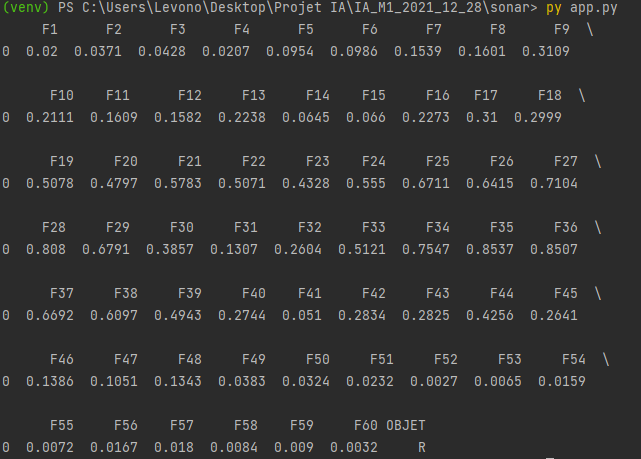 (venv) PS C:\Users\Levono\Desktop\Projet IA\IA_M1_2021_12_28\sonar> py app.py
F1 F2 F3 F4 F5 F6 F7 F8 F9 \
0 0.02 0.0371 0.0428 0.0207 0.0954 0.0986 0.1539 0.1601 0.3109
F10 F11 F12 F13 F14 F15 F16 F17 F18 \
0 0.2111 0.1609 0.1582 0.2238 0.0645 0.066 0.2273 0.31 0.2999
F19 F20 F21 F22 F23 F24 F25 F26 F27 \
0 0.5078 0.4797 0.5783 0.5071 0.4328 0.555 0.6711 0.6415 0.7104
F28 F29 F30 F31 F32 F33 F34 F35 F36 \
0 0.808 0.6791 0.3857 0.1307 0.2604 0.5121 0.7547 0.8537 0.8507
F37 F38 F39 F40 F41 F42 F43 F44 F45 \
0 0.6692 0.6097 0.4943 0.2744 0.051 0.2834 0.2825 0.4256 0.2641
F46 F47 F48 F49 F50 F51 F52 F53 F54 \
0 0.1386 0.1051 0.1343 0.0383 0.0324 0.0232 0.0027 0.0065 0.0159
F55 F56 F57 F58 F59 F60 OBJET
0 0.0072 0.0167 0.018 0.0084 0.009 0.0032 R